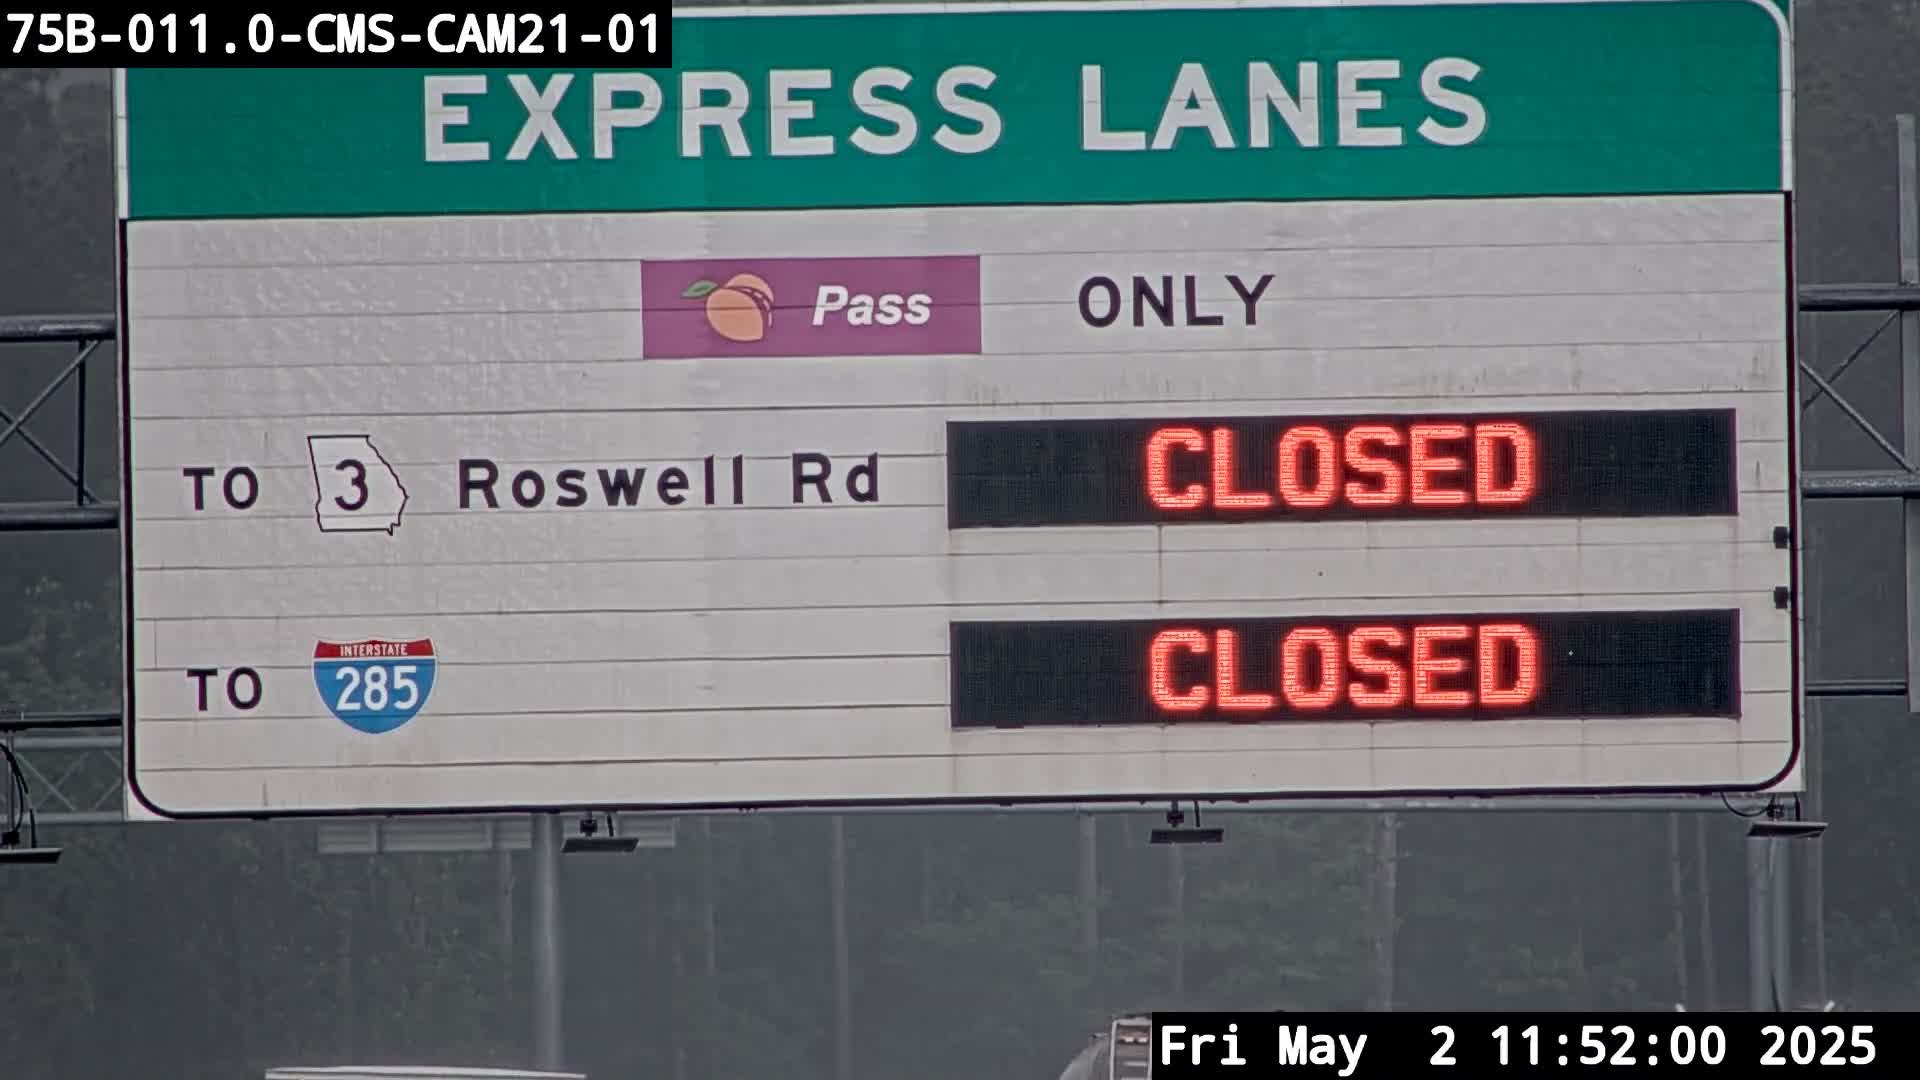 75B-011.0-CMS-CAM21-01
EXPRESS LANES
Pass ONLY
TO 3 Roswell Rd CLOSED
TO INTERSTATE 285 CLOSED
Fri May  2 11:52:00 2025